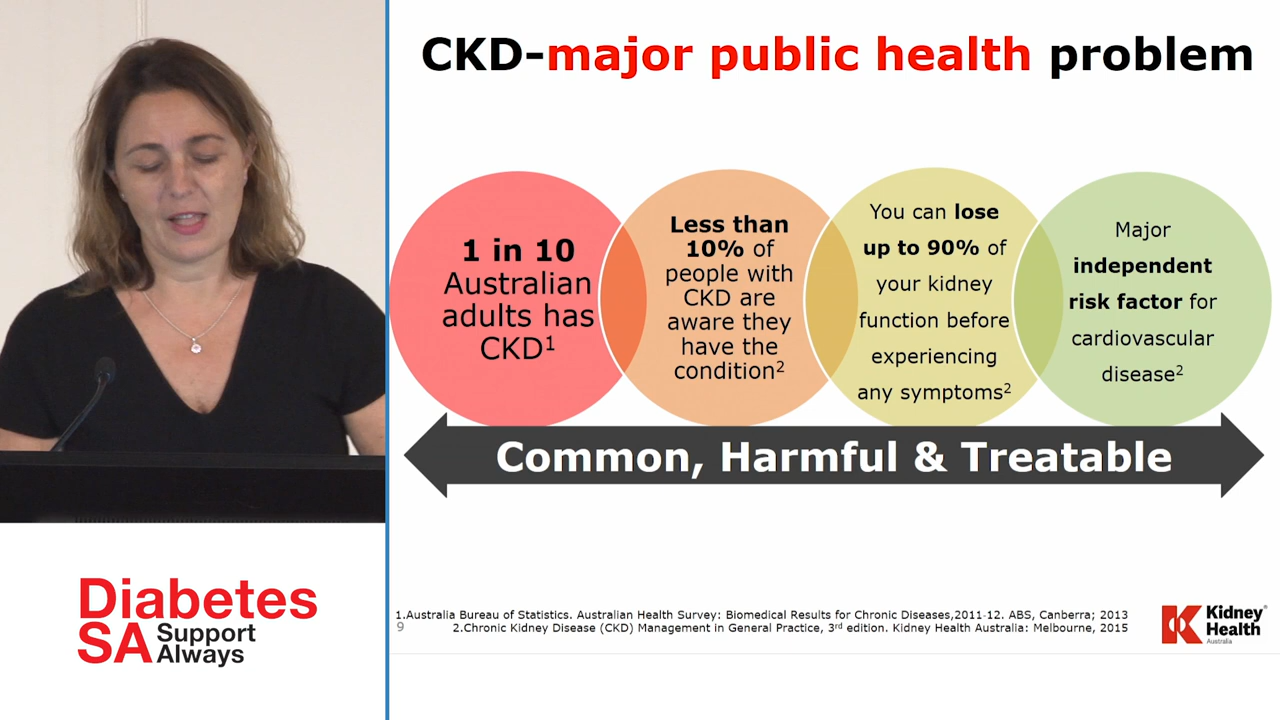 CKD-major public health problem
1 in 10
Australian
adults has
CKD1
Less than
10% of
people with
CKD are
aware they
have the
condition2
You can lose
up to 90% of
your kidney
function before
experiencing
any symptoms2
Major
independent
risk factor for
cardiovascular
disease2
Common, Harmful & Treatable
1.Australia Bureau of Statistics. Australian Health Survey: Biomedical Results for Chronic Diseases,2011-12. ABS, Canberra; 2013
9
2.Chronic Kidney Disease (CKD) Management in General Practice, 3rd edition. Kidney Health Australia: Melbourne, 2015
Kidney
Health
Australia
Diabetes
SA Support
Always